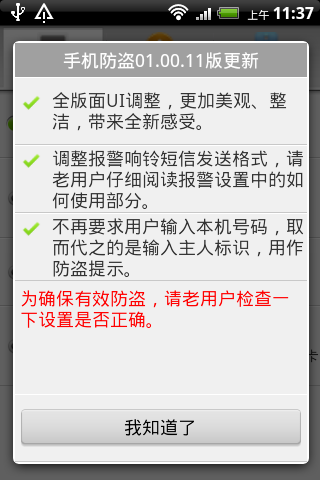 上午 11:37
手机防盗01.00.11版更新
全版面UI调整，更加美观、整
洁，带来全新感受。
调整报警响铃短信发送格式，请
老用户仔细阅读报警设置中的如
何使用部分。
不再要求用户输入本机号码，取
而代之的是输入主人标识，用作
防盗提示。
为确保有效防盗，请老用户检查一
下设置是否正确。
卡
我知道了